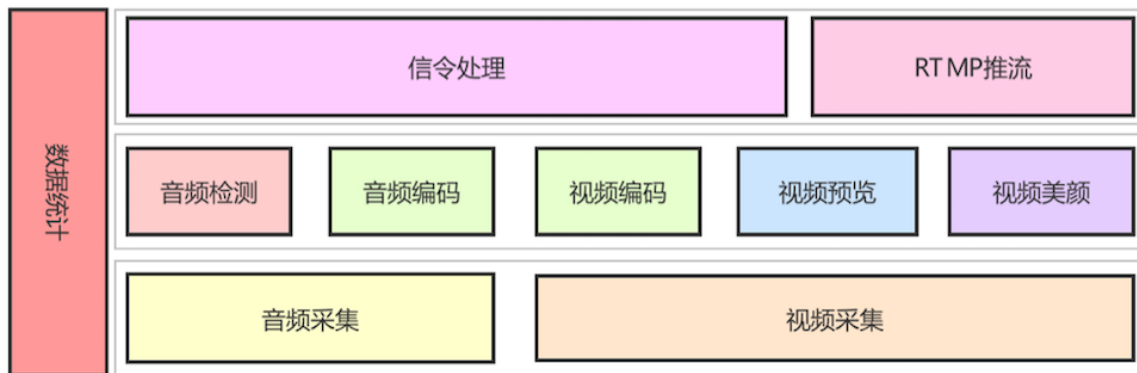 数据统计
信令处理
RTMP推流
音频检测
音频编码
视频编码
视频预览
视频美颜
音频采集
视频采集